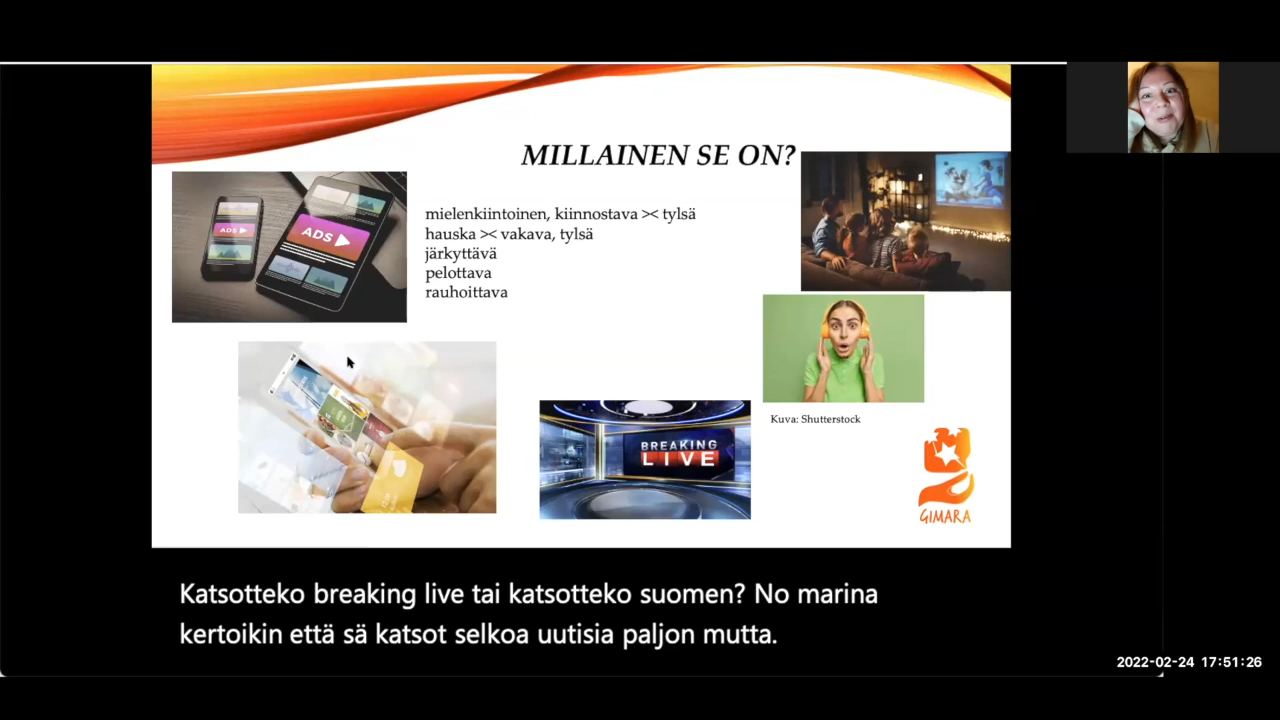 MILLAINEN SE ON?
mielenkiintoinen, kiinnostava >< tylsä
hauska >< vakava, tylsä
järkyttävä
pelottava
rauhoittava
ADS
ADS
BREAKING
LIVE
Kuva: Shutterstock
GIMARA
Katsotteko breaking live tai katsotteko suomen? No marina
kertoikin että sä katsot selkoa uutisia paljon mutta.
2022-02-24 17:51:26